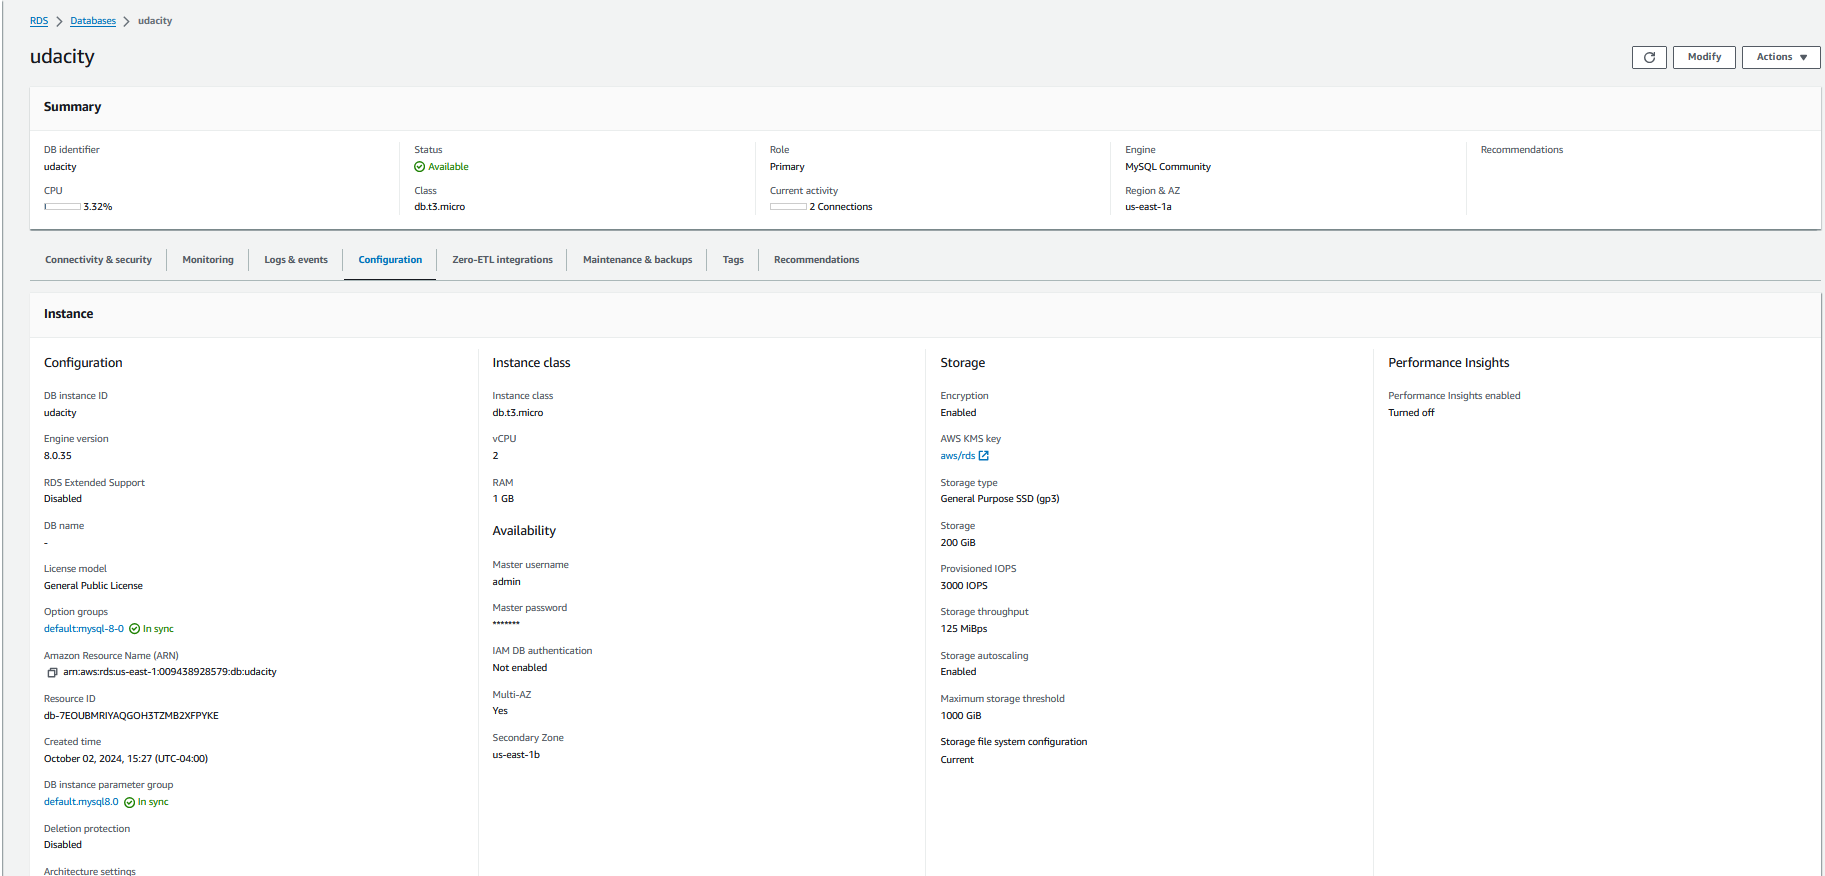 RDS > Databases > udacity
udacity
Modify
Actions
Summary
DB identifier
udacity
CPU
3.32%
Status
Available
Class
db.t3.micro
Role
Primary
Current activity
2 Connections
Engine
MySQL Community
Region & AZ
us-east-1a
Recommendations
Connectivity & security
Monitoring
Logs & events
Configuration
Zero-ETL integrations
Maintenance & backups
Tags
Recommendations
Instance
Configuration
DB instance ID
udacity
Engine version
8.0.35
RDS Extended Support
Disabled
DB name
-
License model
General Public License
Option groups
default:mysql-8-0 In sync
Amazon Resource Name (ARN)
arn:aws:rds:us-east-1:009438928579:db:udacity
Resource ID
db-7EOUBMRIYAQGOH3TZMB2XFPYKE
Created time
October 02, 2024, 15:27 (UTC-04:00)
DB instance parameter group
default.mysql8.0 In sync
Deletion protection
Disabled
Architecture settings
Instance class
Instance class
db.t3.micro
vCPU
2
RAM
1 GB
Availability
Master username
admin
Master password
*******
IAM DB authentication
Not enabled
Multi-AZ
Yes
Secondary Zone
us-east-1b
Storage
Encryption
Enabled
AWS KMS key
aws/rds
Storage type
General Purpose SSD (gp3)
Storage
200 GiB
Provisioned IOPS
3000 IOPS
Storage throughput
125 MiBps
Storage autoscaling
Enabled
Maximum storage threshold
1000 GiB
Storage file system configuration
Current
Performance Insights
Performance Insights enabled
Turned off